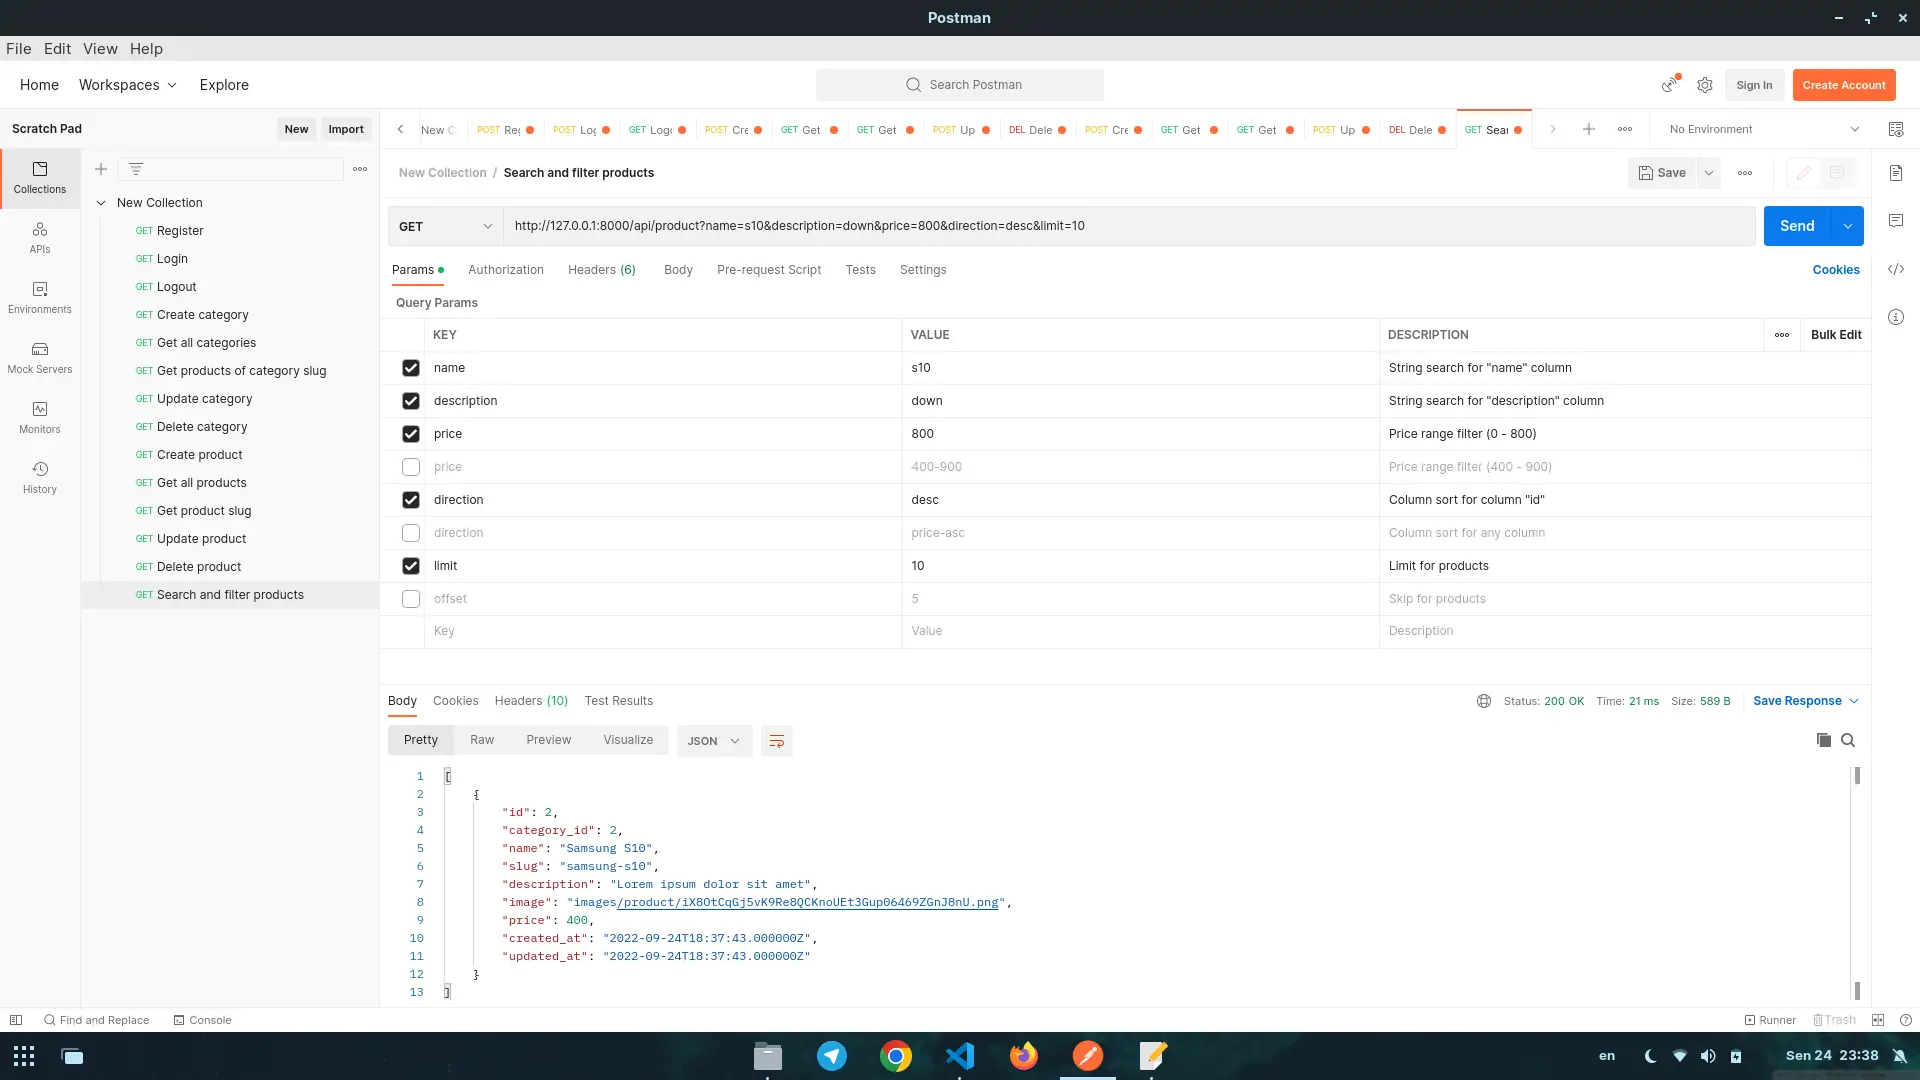 Postman
File Edit View Help
Home Workspaces Explore
Search Postman
Sign In
Create Account
Scratch Pad
New
Import
New C
POST Reg
POST Log
GET Logo
POST Cre
GET Get
GET Get
POST Up
DEL Dele
POST Cre
GET Get
GET Get
POST Up
DEL Dele
GET Sear
No Environment
Collections
APIs
Environments
Mock Servers
Monitors
History
New Collection
GET Register
GET Login
GET Logout
GET Create category
GET Get all categories
GET Get products of category slug
GET Update category
GET Delete category
GET Create product
GET Get all products
GET Get product slug
GET Update product
GET Delete product
GET Search and filter products
New Collection / Search and filter products
Save
GET
http://127.0.0.1:8000/api/product?name=s10&description=down&price=800&direction=desc&limit=10
Send
Params Authorization Headers (6) Body Pre-request Script Tests Settings
Cookies
Query Params
KEY VALUE DESCRIPTION Bulk Edit
name s10 String search for "name" column
description down String search for "description" column
price 800 Price range filter (0 - 800)
price 400-900 Price range filter (400 - 900)
direction desc Column sort for column "id"
direction price-asc Column sort for any column
limit 10 Limit for products
offset 5 Skip for products
Key Value Description
Body Cookies Headers (10) Test Results
Status: 200 OK Time: 21 ms Size: 589 B
Save Response
Pretty Raw Preview Visualize JSON
1 [
2 {
3 "id": 2,
4 "category_id": 2,
5 "name": "Samsung S10",
6 "slug": "samsung-s10",
7 "description": "Lorem ipsum dolor sit amet",
8 "image": "images/product/iX8OtCqGj5vK9Re8QCKnoUEt3Gup06469ZGnJ8nU.png",
9 "price": 400,
10 "created_at": "2022-09-24T18:37:43.000000Z",
11 "updated_at": "2022-09-24T18:37:43.000000Z"
12 }
13 ]
Find and Replace Console
Runner Trash
en
Sen 24 23:38